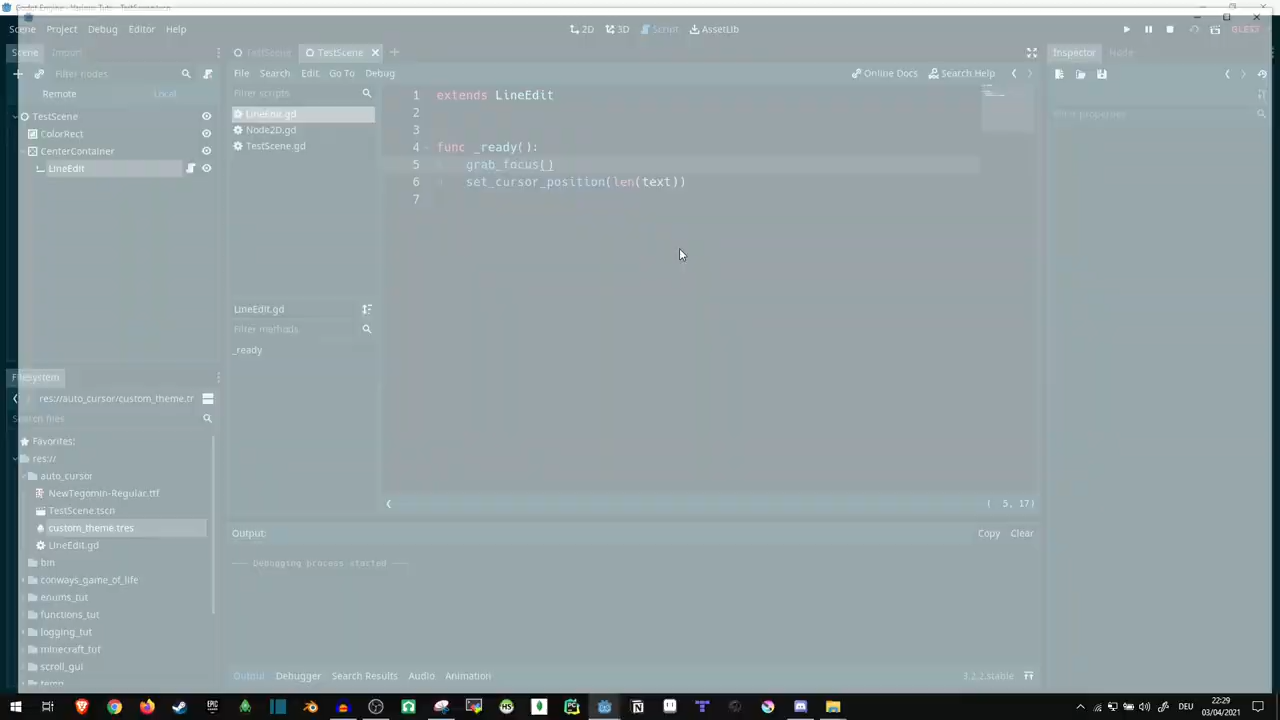 Scene Project Debug Editor Help
2D 3D Script AssetLib
GLES2
Scene Import
TestScene TestScene
Inspector Node
Filter nodes
File Search Edit Go To Debug
Online Docs Search Help
Remote Local
Filter scripts
LineEdit.gd
Node2D.gd
TestScene.gd
Filter properties
TestScene
ColorRect
CenterContainer
LineEdit
1 extends LineEdit
2
3
4 func _ready():
5 grab_focus()
6 set_cursor_position(len(text))
7
LineEdit.gd
Filter methods
_ready
Filesystem
res://auto_cursor/custom_theme.tr
Search files
Favorites:
res://
auto_cursor
NewTegomin-Regular.ttf
TestScene.tscn
custom_theme.tres
LineEdit.gd
bin
conways_game_of_life
enums_tut
functions_tut
logging_tut
minecraft_tut
scroll_gui
( 5, 17)
Output: Copy Clear
--- Debugging process started ---
Output Debugger Search Results Audio Animation 3.2.2.stable
DEU 22:29
03/04/2021